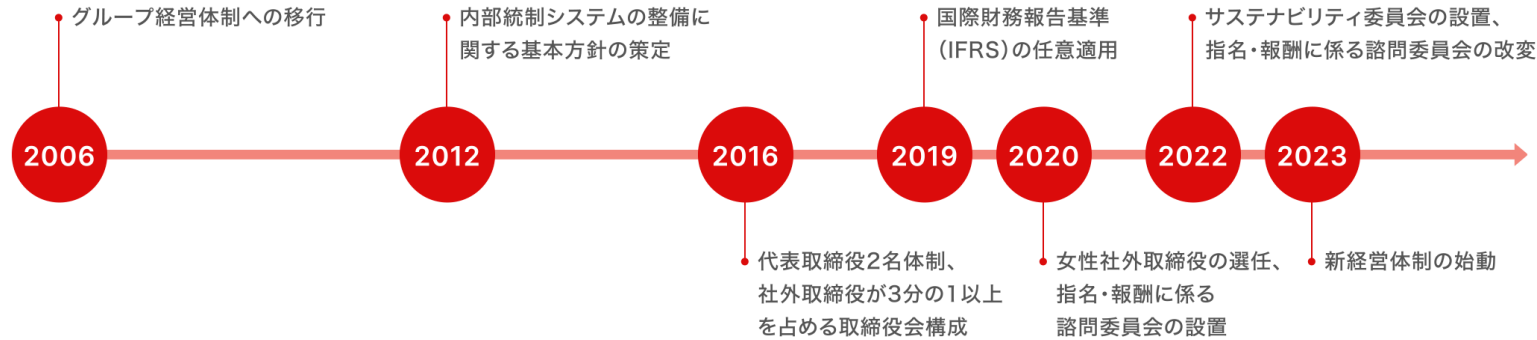 グループ経営体制への移行
内部統制システムの整備に
関する基本方針の策定
国際財務報告基準
（IFRS）の任意適用
サステナビリティ委員会の設置、
指名・報酬に係る諮問委員会の改変
2006
2012
2016
2019
2020
2022
2023
代表取締役2名体制、
社外取締役が3分の1以上
を占める取締役会構成
女性社外取締役の選任、
指名・報酬に係る
諮問委員会の設置
新経営体制の始動